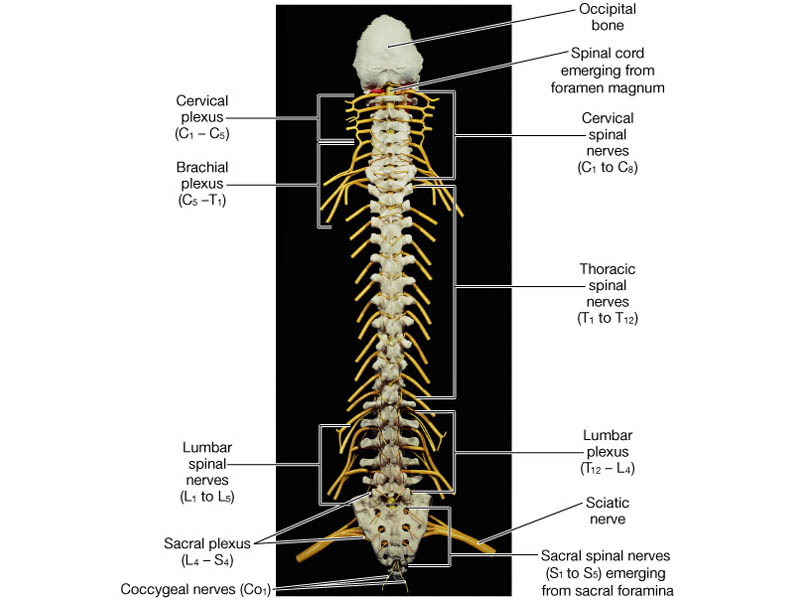 Occipital
bone
Spinal cord
emerging from
foramen magnum
Cervical
plexus
(C1 – C5)
Cervical
spinal
nerves
(C1 to C8)
Brachial
plexus
(C5 –T1)
Thoracic
spinal
nerves
(T1 to T12)
Lumbar
spinal
nerves
(L1 to L5)
Lumbar
plexus
(T12 – L4)
Sciatic
nerve
Sacral plexus
(L4 – S4)
Sacral spinal nerves
(S1 to S5) emerging
from sacral foramina
Coccygeal nerves (Co1)